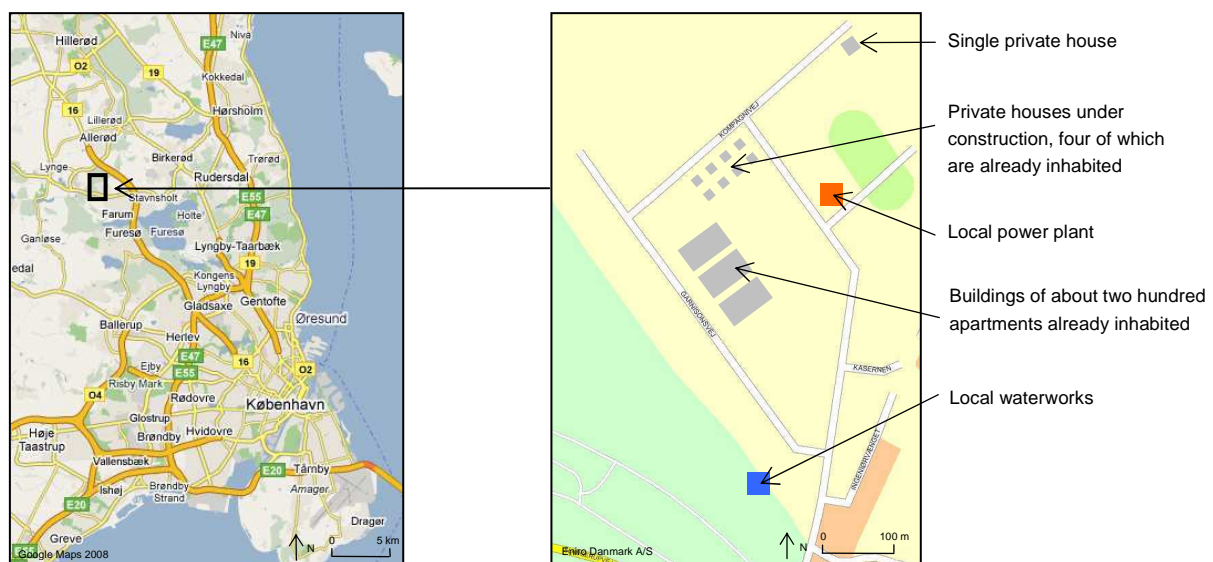 Hillerød
Niva
E47
O2
19
Kokkedal
16
Hørsholm
Lillerød
Allerød
Birkerød
Trørød
Lynge
Rudersdal
Stavnsholt
E55
E47
Farum
Holte
Ganløse
Furesø
Furesø
edal
Lyngby-Taarbæk
19
Kongens
Lyngby
Gentofte
Gladsaxe
Ballerup
Øresund
Herlev
E47
16
O2
Ejby
E55
Risby Mark
O4
Rødovre
København
Glostrup
Høje
Taastrup
Brøndby
Hvidovre
Vallensbæk
E20
Tårnby
Ishøj
Brøndby
Strand
Amager
E20
Dragør
Greve
Google Maps 2008
N
0
5 km
KOMPAGNIVEJ
GARNISONSVEJ
KASERNEN
INGENIØRVÆNGET
Eniro Danmark A/S
N
0
100 m
Single private house
Private houses under
construction, four of which
are already inhabited
Local power plant
Buildings of about two hundred
apartments already inhabited
Local waterworks